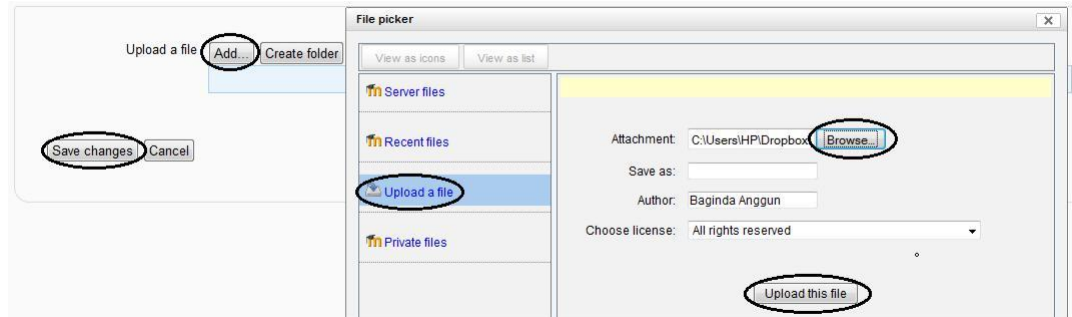 File picker
Upload a file Add... Create folder
View as icons View as list
Server files
Recent files
Upload a file
Private files
Attachment: C:\Users\HP\Dropbox Browse...
Save as:
Author: Baginda Anggun
Choose license: All rights reserved
Upload this file
Save changes Cancel